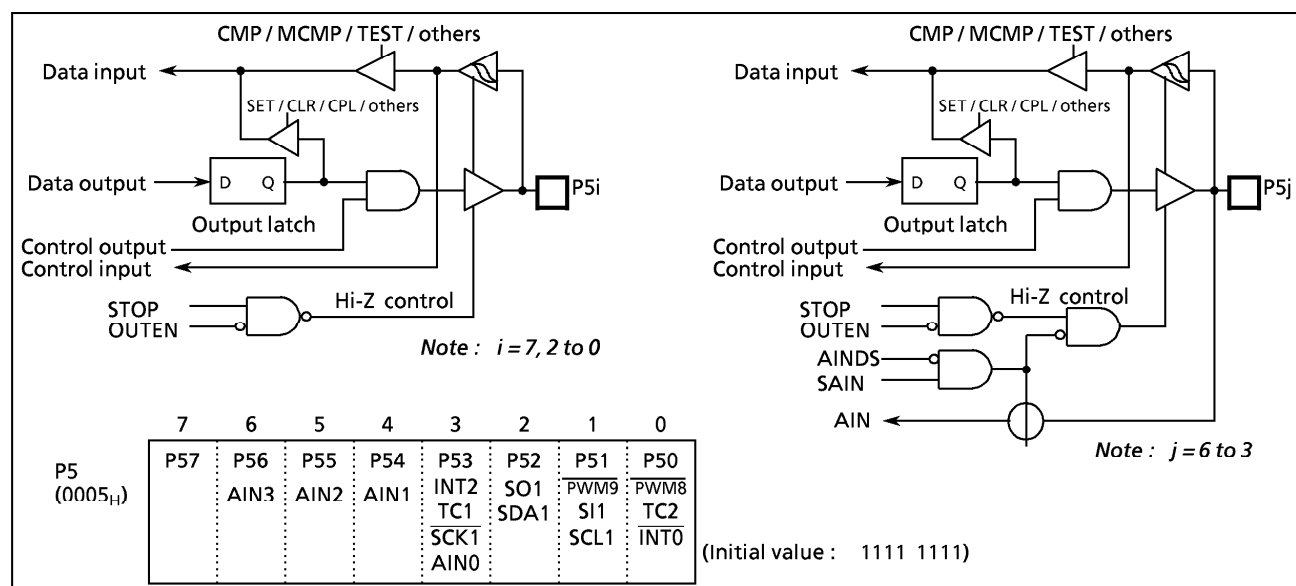 CMP / MCMP / TEST / others
Data input
SET / CLR / CPL / others
Data output
D Q
P5i
Output latch
Control output
Control input
STOP
OUTEN
Hi-Z control
Note : i = 7, 2 to 0
CMP / MCMP / TEST / others
Data input
SET / CLR / CPL / others
Data output
D Q
P5j
Output latch
Control output
Control input
STOP
OUTEN
Hi-Z control
AINDS
SAIN
AIN
Note : j = 6 to 3
7 6 5 4 3 2 1 0
P5
(0005H)
P57 P56 P55 P54 P53 P52 P51 P50
AIN3 AIN2 AIN1 INT2 SO1 PWM9 PWM8
TC1 SDA1 SI1 TC2
SCK1 SCL1 INT0
AIN0
(Initial value : 1111 1111)